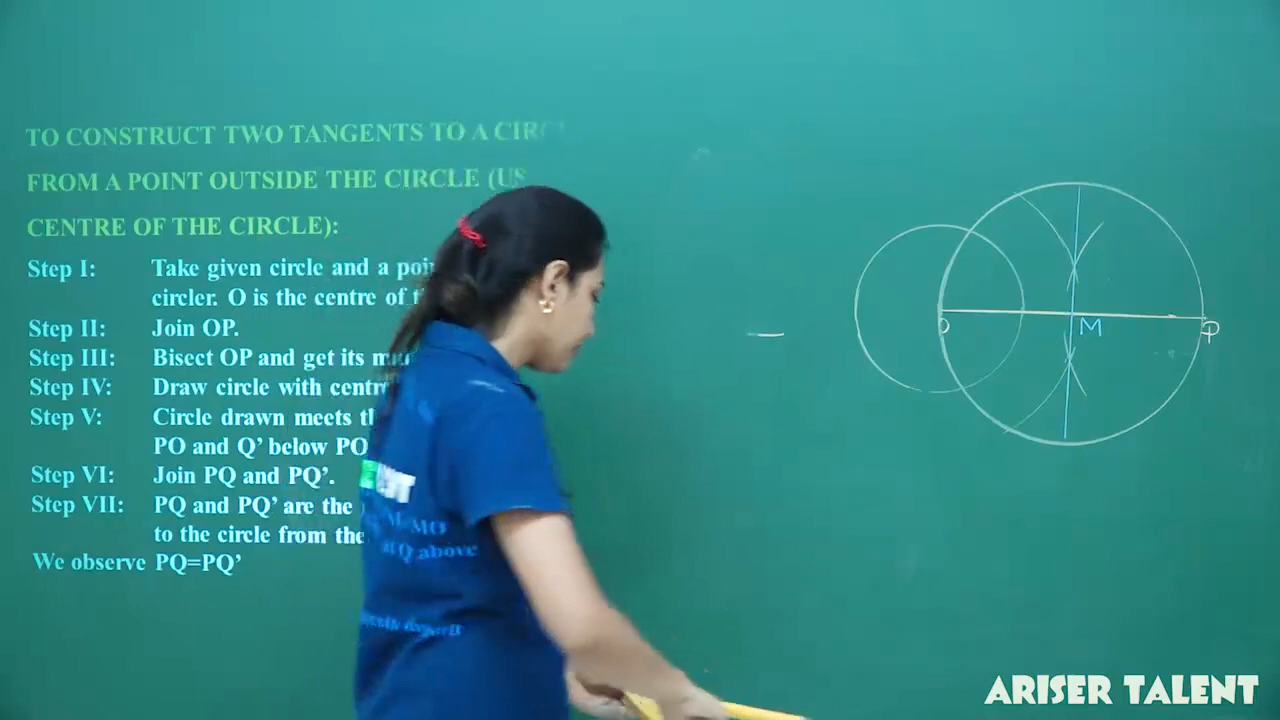 TO CONSTRUCT TWO TANGENTS TO A
FROM A POINT OUTSIDE THE CIRCLE
CENTRE OF THE CIRCLE):
Step I: Take given circle and a
circler. O is the centre of
Step II: Join OP.
Step III: Bisect OP and get its
Step IV: Draw circle with
Step V: Circle drawn meets
PO and Q’ below PO
Step VI: Join PQ and PQ’.
Step VII: PQ and PQ’ are the
MO
Q above
to the circle from the
We observe PQ=PQ’
O
M
P
ARISER TALENT